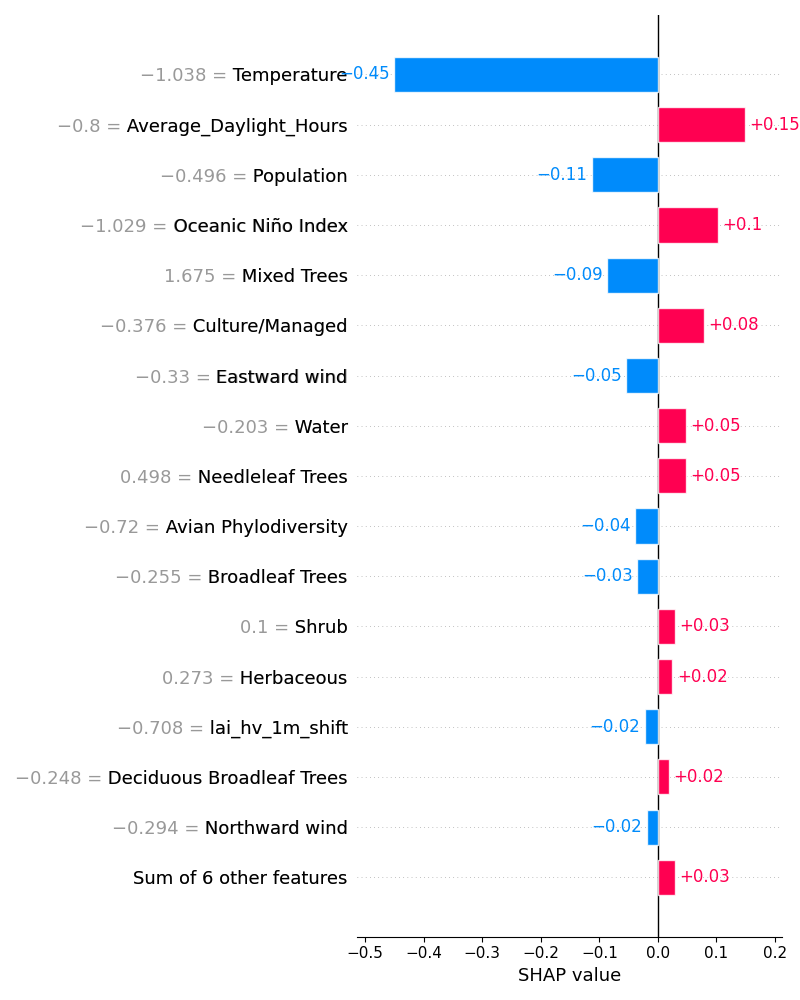 −1.038 = Temperature −0.45
−0.8 = Average_Daylight_Hours +0.15
−0.496 = Population −0.11
−1.029 = Oceanic Niño Index +0.1
1.675 = Mixed Trees −0.09
−0.376 = Culture/Managed +0.08
−0.33 = Eastward wind −0.05
−0.203 = Water +0.05
0.498 = Needleleaf Trees +0.05
−0.72 = Avian Phylodiversity −0.04
−0.255 = Broadleaf Trees −0.03
0.1 = Shrub +0.03
0.273 = Herbaceous +0.02
−0.708 = lai_hv_1m_shift −0.02
−0.248 = Deciduous Broadleaf Trees +0.02
−0.294 = Northward wind −0.02
Sum of 6 other features +0.03
−0.5 −0.4 −0.3 −0.2 −0.1 0.0 0.1 0.2
SHAP value